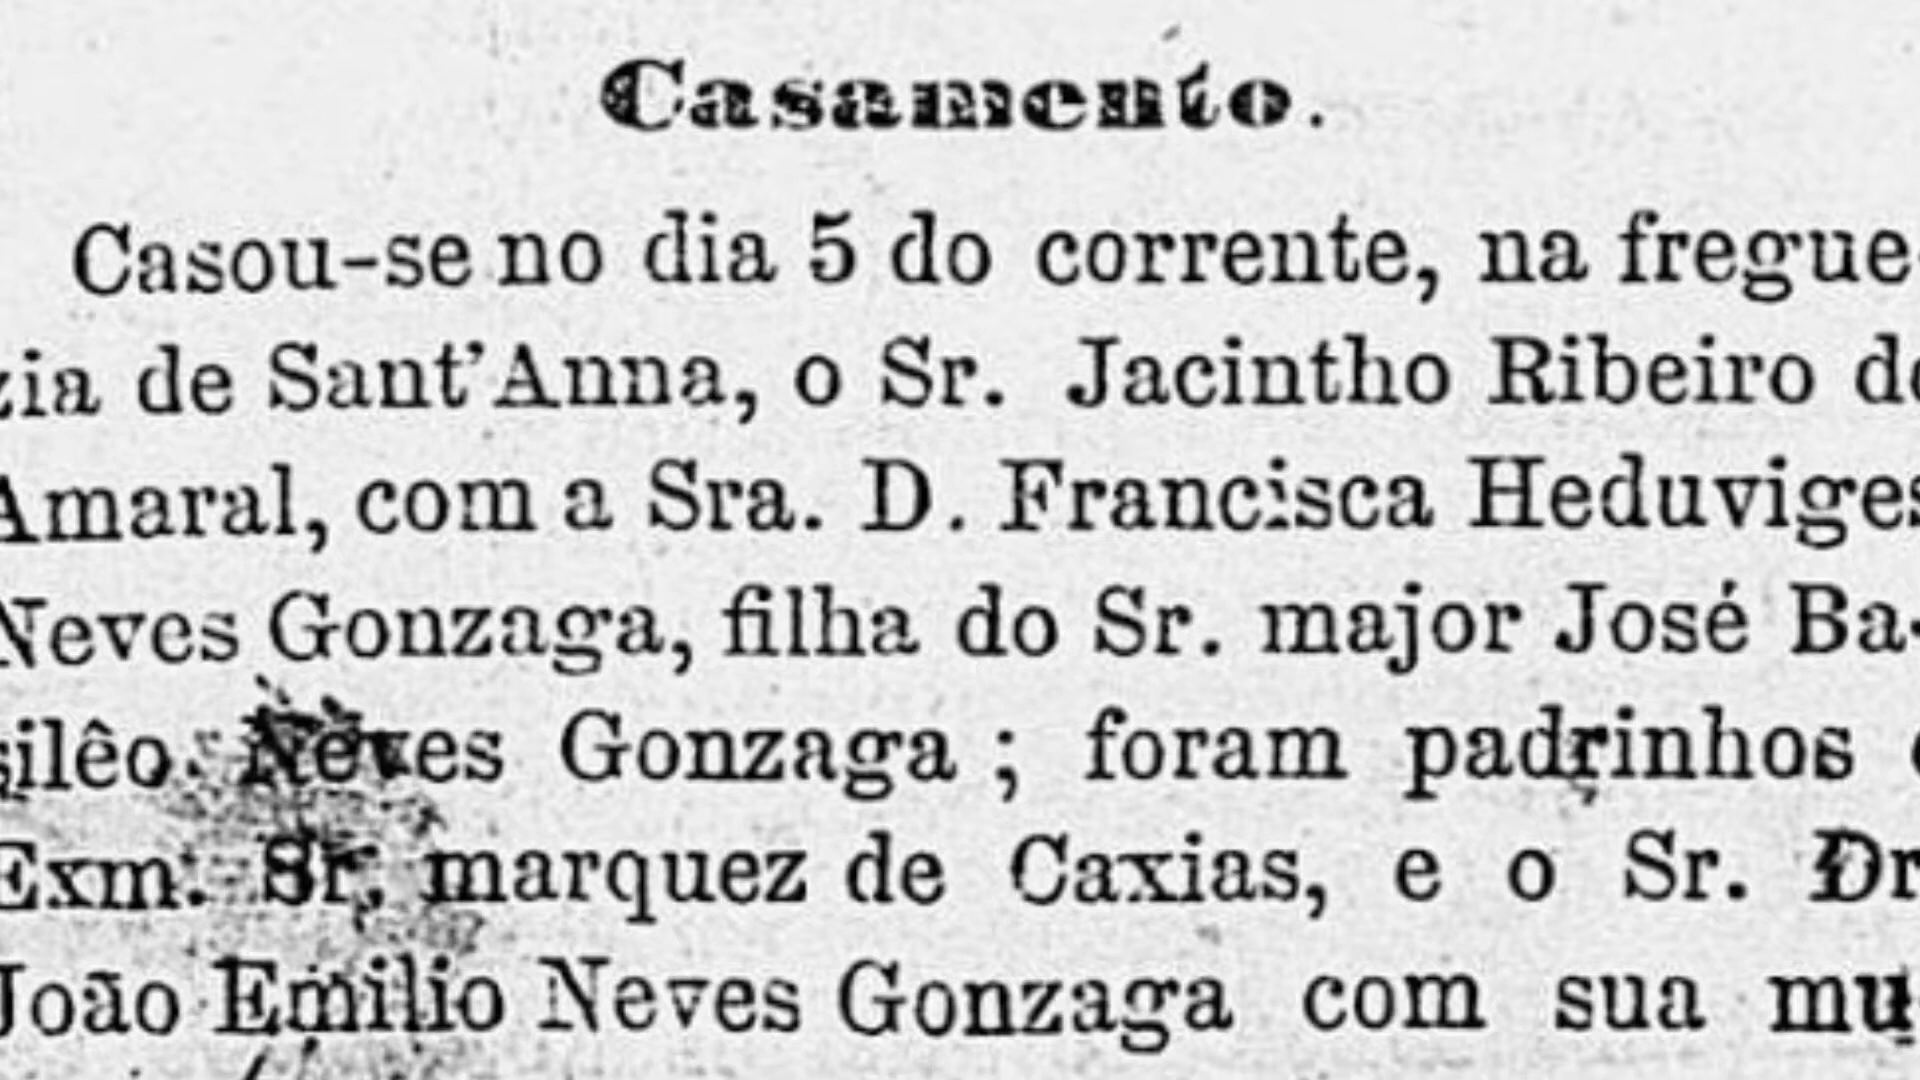 Casamento.
Casou-se no dia 5 do corrente, na fregue-
zia de Sant'Anna, o Sr. Jacintho Ribeiro do
Amaral, com a Sra. D. Francisca Heduviges
Neves Gonzaga, filha do Sr. major José Ba-
silêo Neves Gonzaga ; foram padrinhos o
Exm. Sr. marquez de Caxias, e o Sr. Dr
João Emilio Neves Gonzaga com sua mu